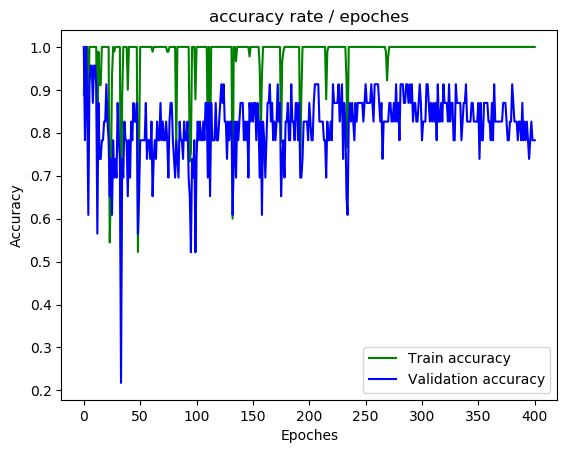 accuracy rate / epoches
1.0
0.9
0.8
0.7
0.6
0.5
0.4
0.3
0.2
Accuracy
Train accuracy
Validation accuracy
0 50 100 150 200 250 300 350 400
Epoches